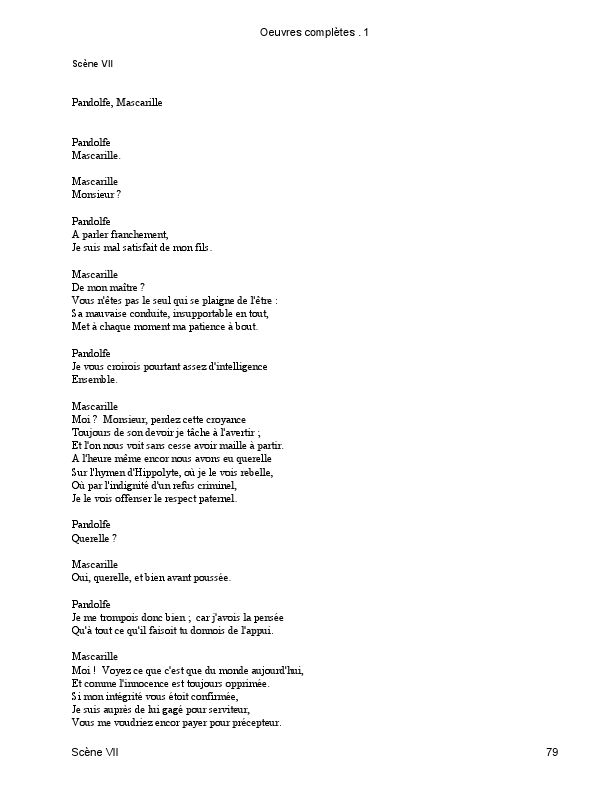 Oeuvres complètes . 1
Scène VII
Pandolfe, Mascarille
Pandolfe
Mascarille.
Mascarille
Monsieur ?
Pandolfe
A parler franchement,
Je suis mal satisfait de mon fils.
Mascarille
De mon maître ?
Vous n'êtes pas le seul qui se plaigne de l'être :
Sa mauvaise conduite, insupportable en tout,
Met à chaque moment ma patience à bout.
Pandolfe
Je vous croirois pourtant assez d'intelligence
Ensemble.
Mascarille
Moi ? Monsieur, perdez cette croyance
Toujours de son devoir je tâche à l'avertir ;
Et l'on nous voit sans cesse avoir maille à partir.
A l'heure même encor nous avons eu querelle
Sur l'hymen d'Hippolyte, où je le vois rebelle,
Où par l'indignité d'un refus criminel,
Je le vois offenser le respect paternel.
Pandolfe
Querelle ?
Mascarille
Oui, querelle, et bien avant poussée.
Pandolfe
Je me trompois donc bien ; car j'avois la pensée
Qu'à tout ce qu'il faisoit tu donnois de l'appui.
Mascarille
Moi ! Voyez ce que c'est que du monde aujourd'hui,
Et comme l'innocence est toujours opprimée.
Si mon intégrité vous étoit confirmée,
Je suis auprès de lui gagé pour serviteur,
Vous me voudriez encor payer pour précepteur.
Scène VII
79